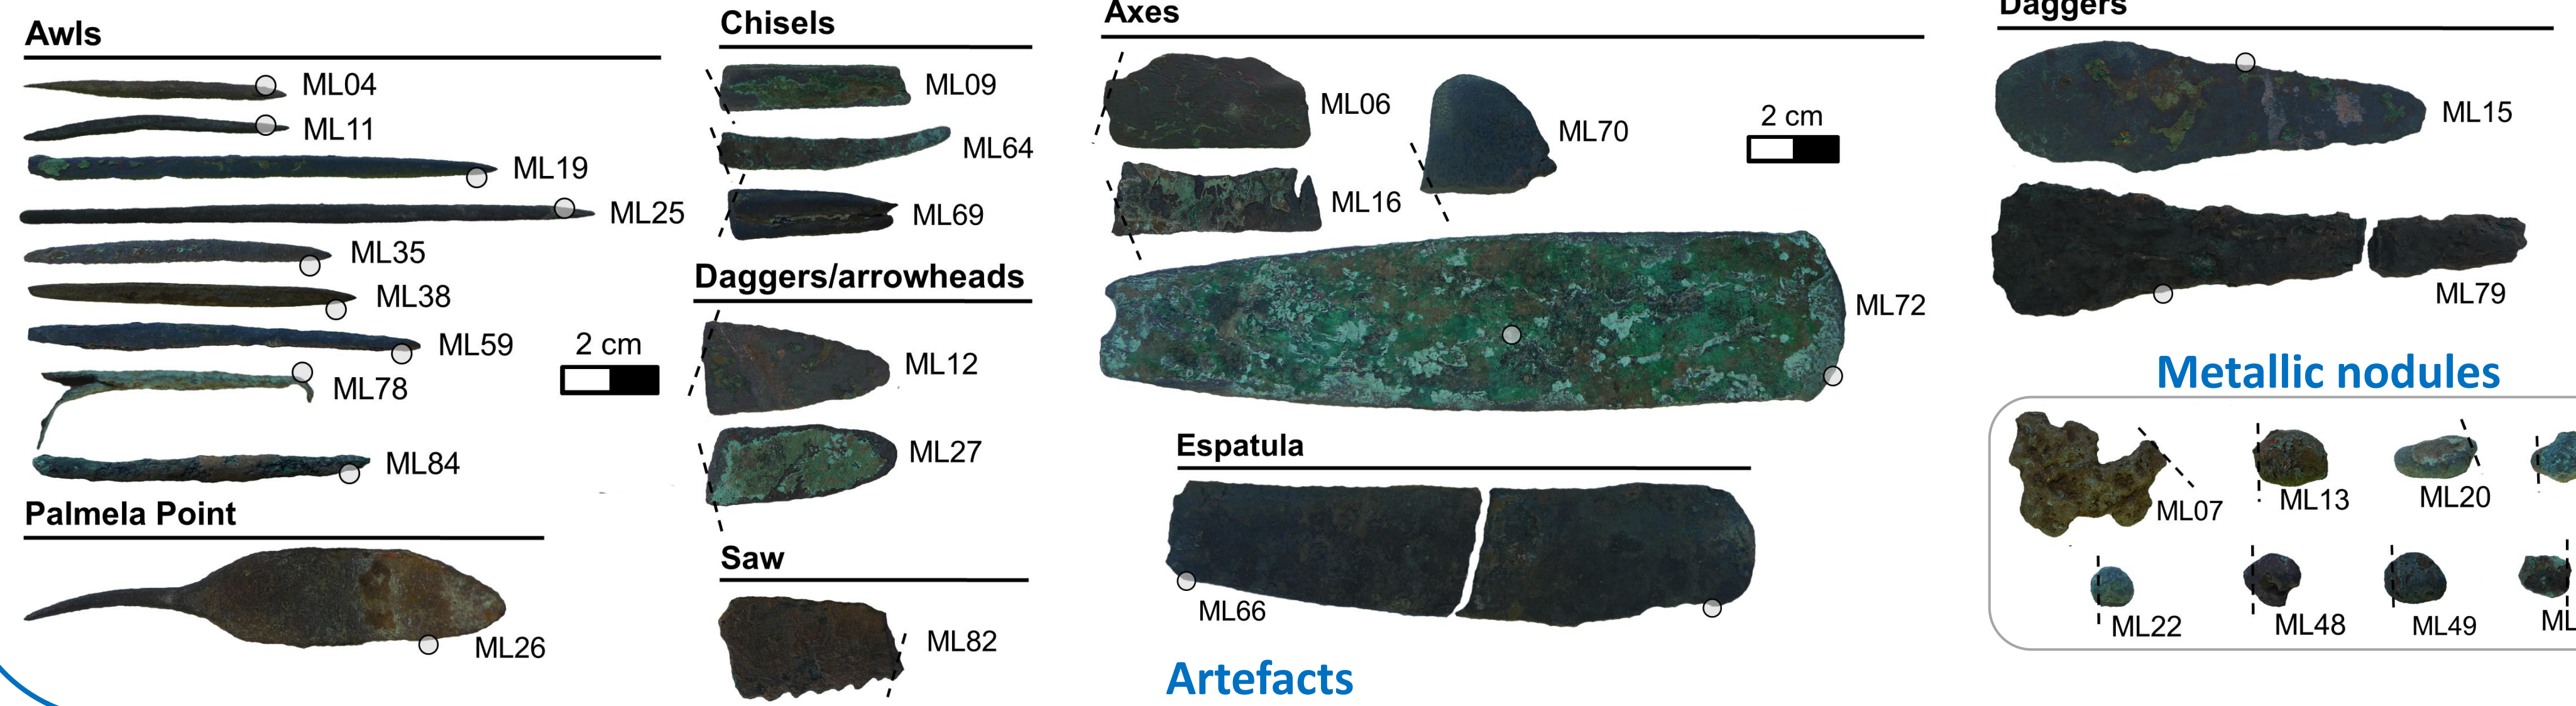 Awls
ML04
ML11
ML19
ML25
ML35
ML38
ML59
2 cm
ML78
ML84
Palmela Point
ML26
Chisels
ML09
ML64
ML69
Daggers/arrowheads
ML12
ML27
Saw
ML82
Axes
ML06
ML70
2 cm
ML16
ML72
Espatula
ML66
Artefacts
Daggers
ML15
ML79
Metallic nodules
ML07
ML13
ML20
ML22
ML48
ML49
ML